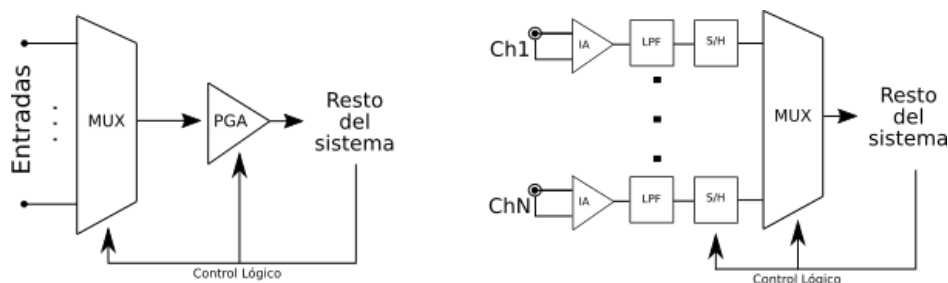 Entradas
MUX
PGA
Resto
del
sistema
Control Lógico
Ch1
IA
LPF
S/H
ChN
IA
LPF
S/H
MUX
Resto
del
sistema
Control Lógico